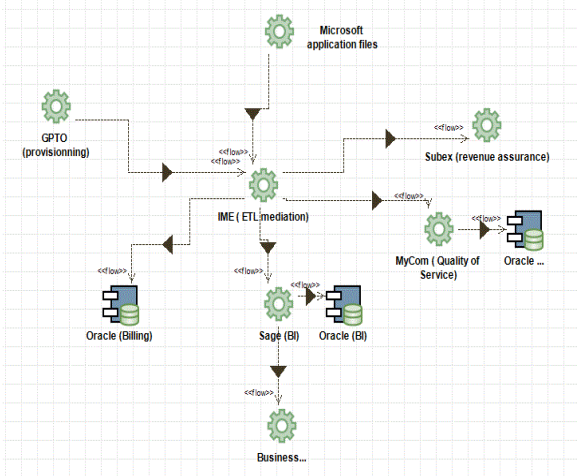 Microsoft
application files
<<flow>>
GPTO
(provisionning)
<<flow>>
<<flow>>
Subex (revenue assurance)
<<flow>>
IME ( ETL mediation)
<<flow>>
MyCom ( Quality of
Service)
Oracle ...
<<flow>>
<<flow>>
<<flow>>
Oracle (Billing)
Sage (BI)
Oracle (BI)
<<flow>>
Business...